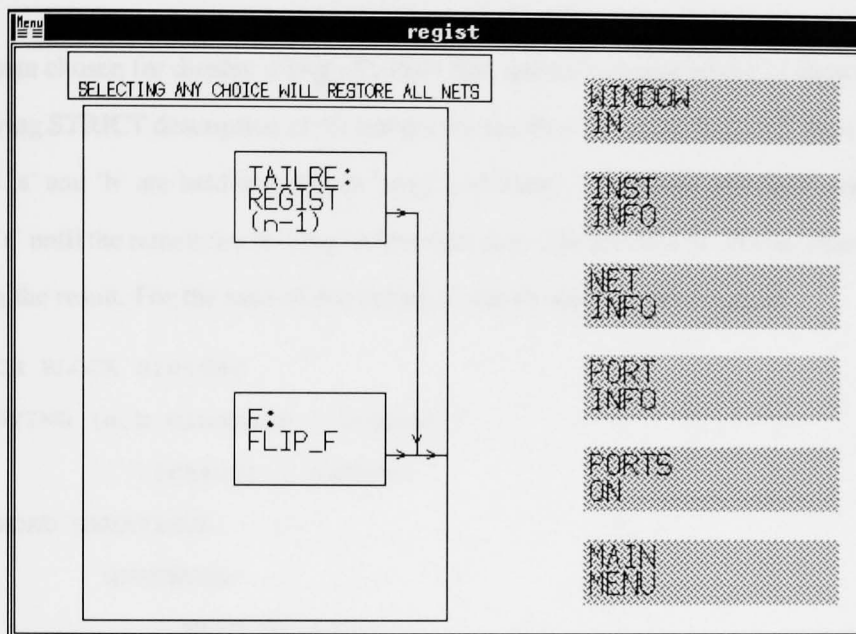 Menu
regist
SELECTING ANY CHOICE WILL RESTORE ALL NETS
TAILRE:
REGIST
(n-1)
F:
FLIP_F
WINDOW
IN
INST
INFO
NET
INFO
PORT
INFO
PORTS
ON
MAIN
MENU